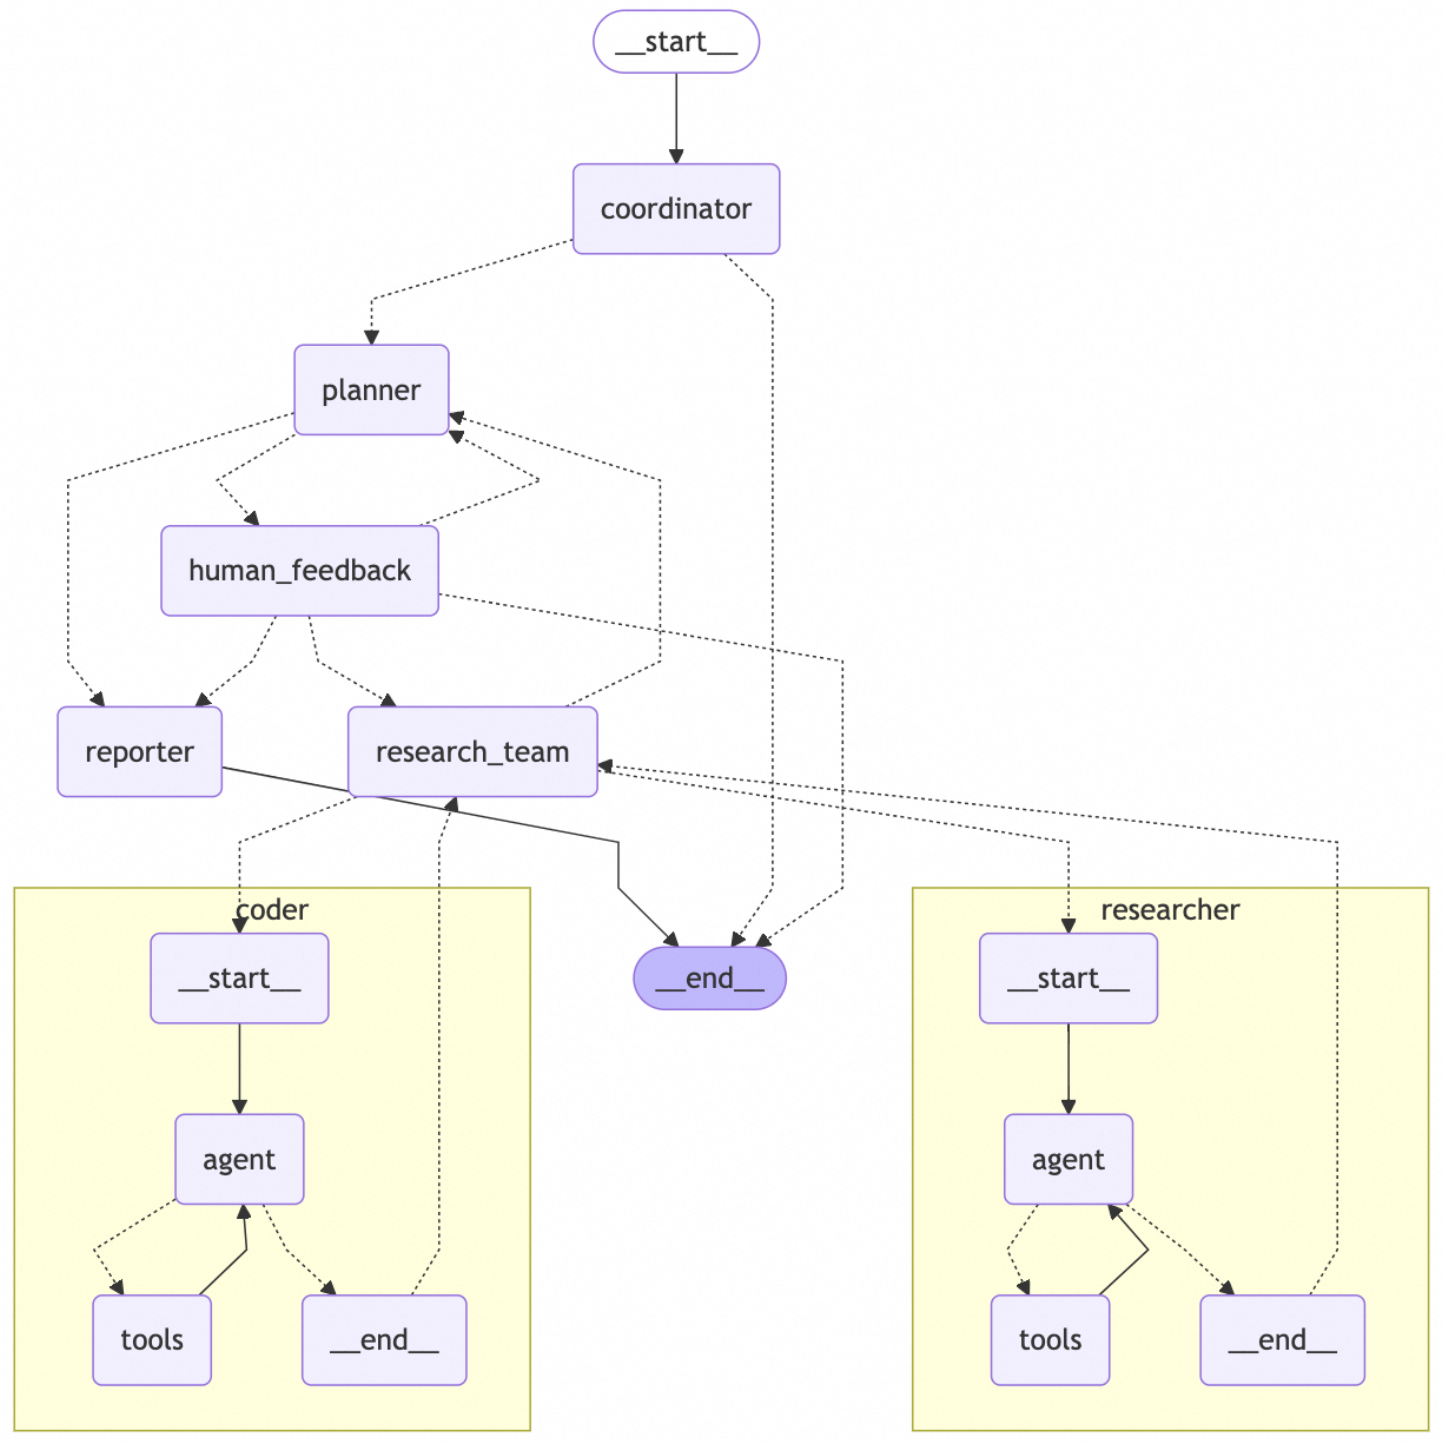 __start__
coordinator
planner
human_feedback
reporter
research_team
coder
researcher
__start__
__end__
__start__
agent
agent
tools
__end__
tools
__end__